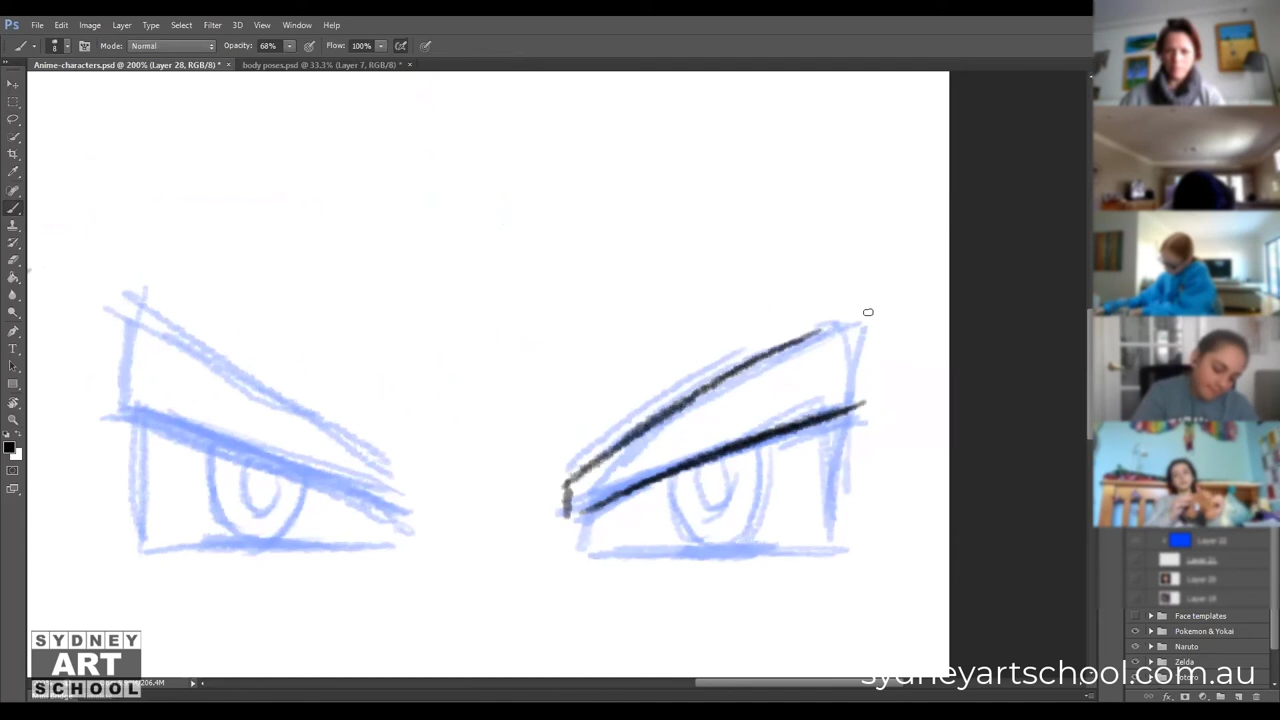 Ps File Edit Image Layer Type Select Filter 3D View Window Help
8 Mode: Normal Opacity: 68% Flow: 100%
Anime-characters.psd @ 200% (Layer 28, RGB/8) * × body poses.psd @ 33.3% (Layer 7, RGB/8) * ×
Face templates
Pokemon & Yokai
Naruto
Zelda
Totoro
SYDNEY
ART
SCHOOL
sydneyartschool.com.au